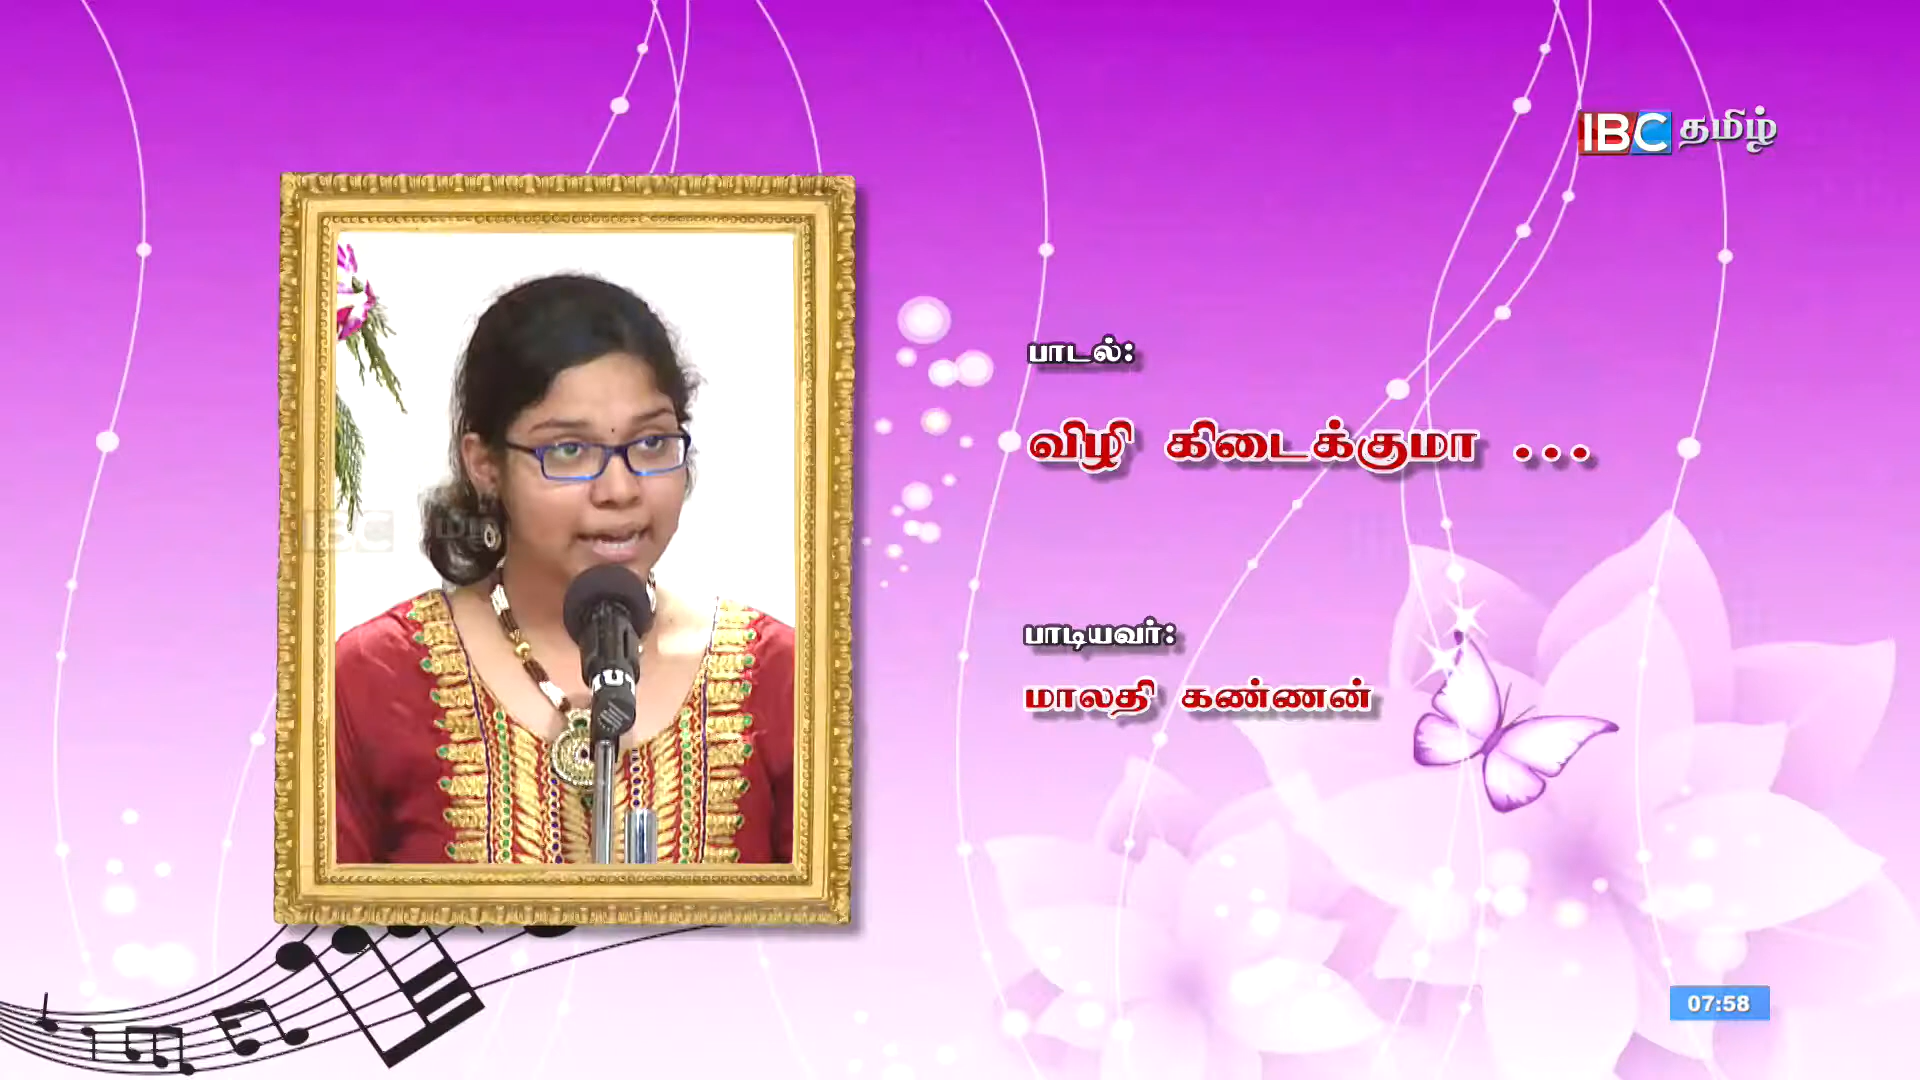 IBC தமிழ்
பாடல்:
விழி கிடைக்குமா ...
பாடியவர்:
மாலதி கண்ணன்
07:58